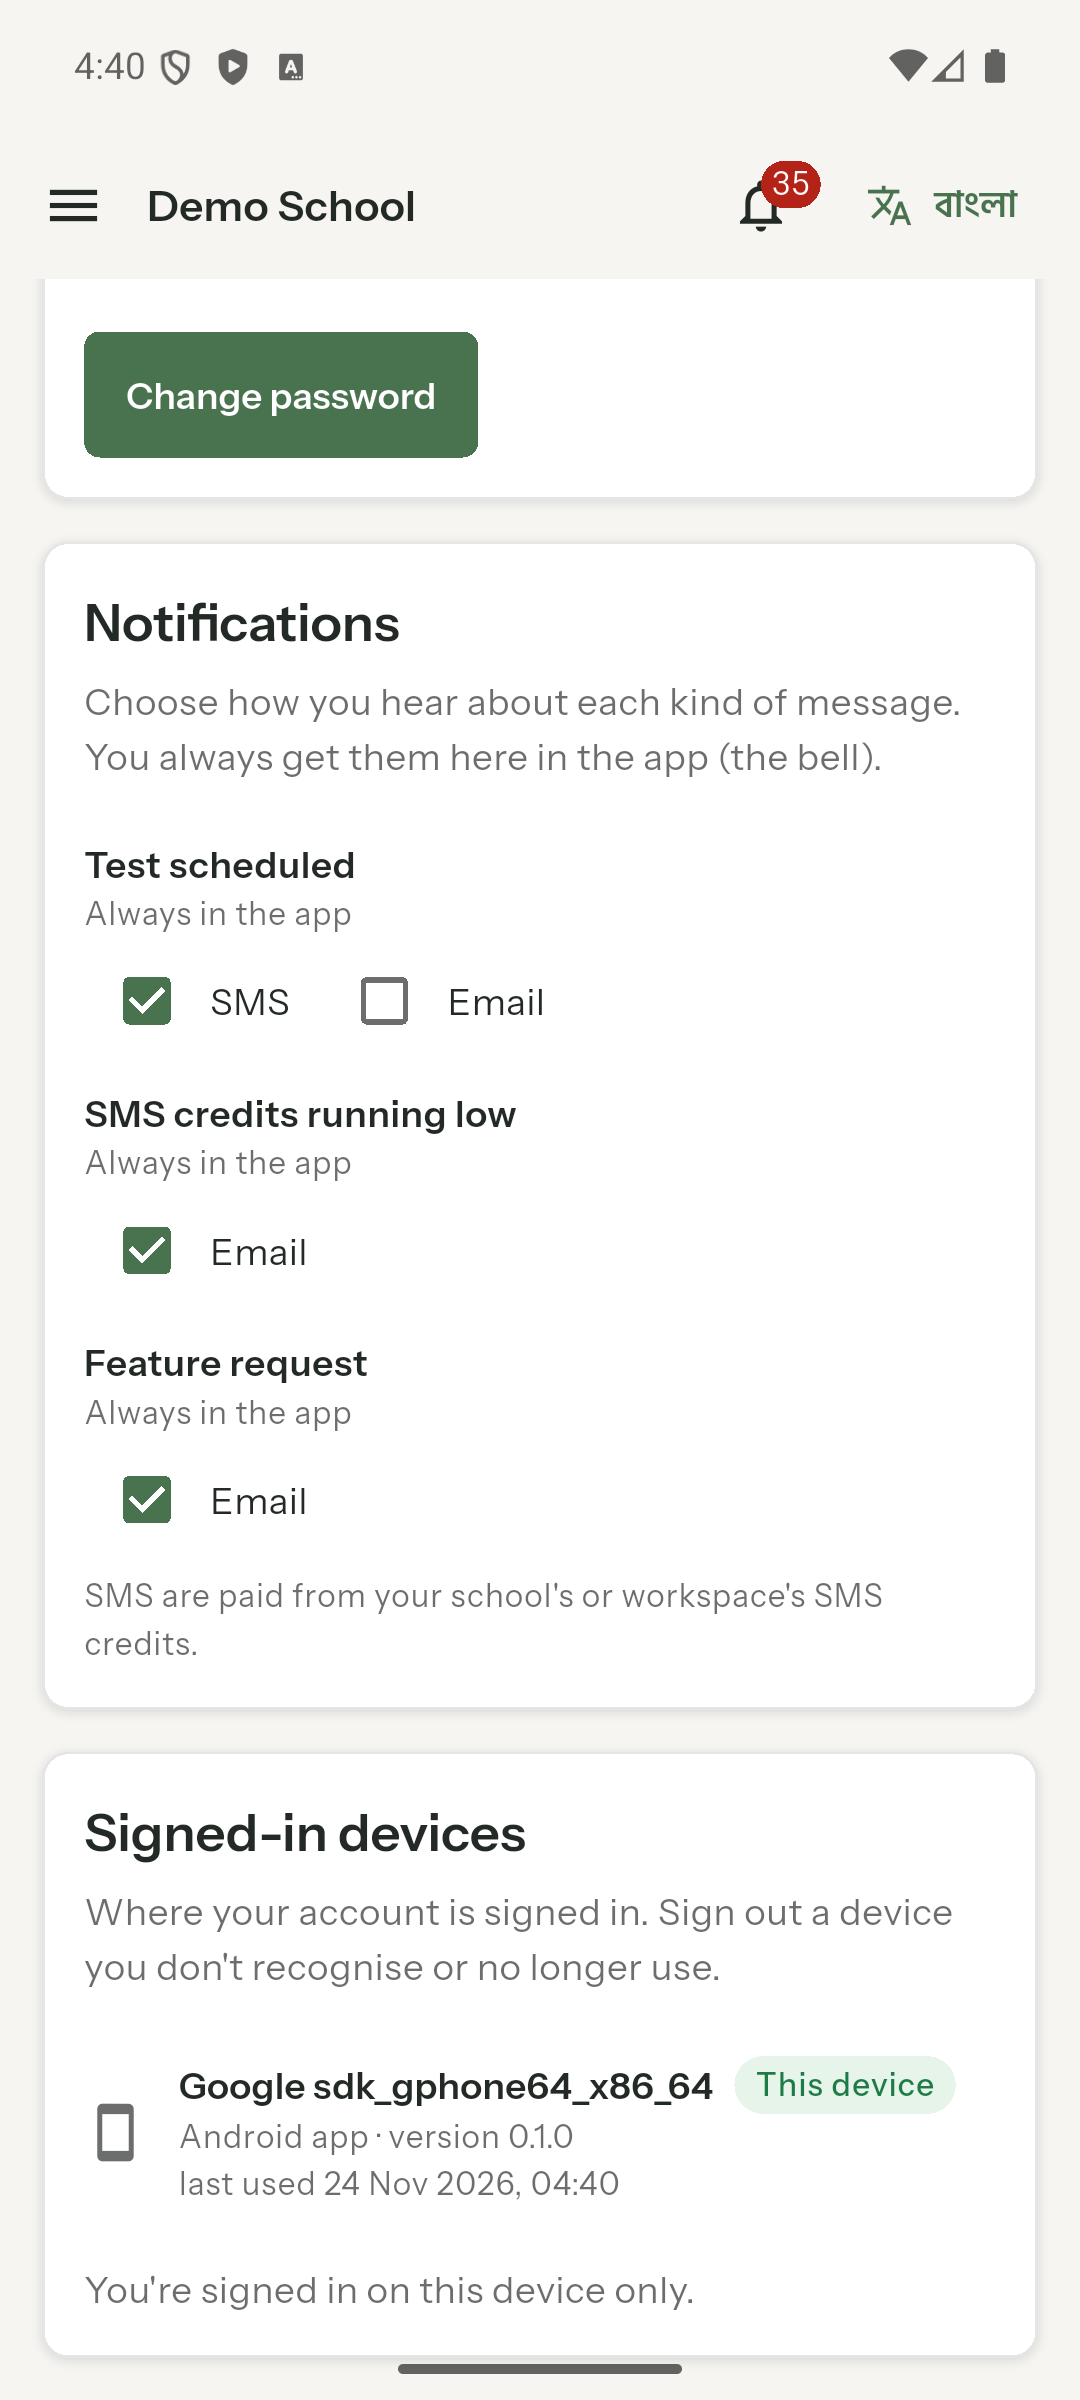 4:40
Demo School
35
বাংলা
Change password
Notifications
Choose how you hear about each kind of message.
You always get them here in the app (the bell).
Test scheduled
Always in the app
SMS
Email
SMS credits running low
Always in the app
Email
Feature request
Always in the app
Email
SMS are paid from your school's or workspace's SMS
credits.
Signed-in devices
Where your account is signed in. Sign out a device
you don't recognise or no longer use.
Google sdk_gphone64_x86_64
This device
Android app · version 0.1.0
last used 24 Nov 2026, 04:40
You're signed in on this device only.